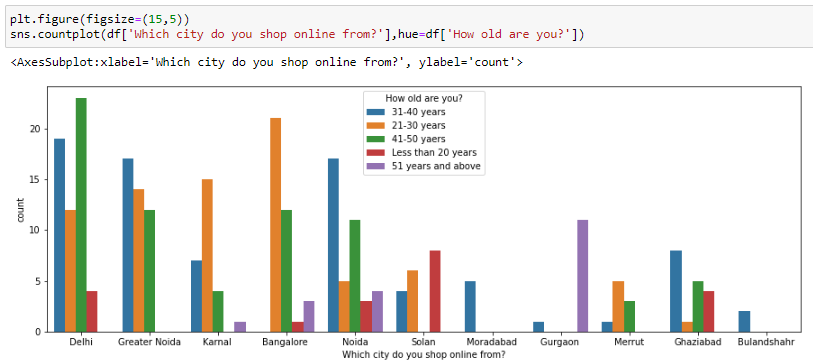 plt.figure(figsize=(15,5))
sns.countplot(df['Which city do you shop online from?'],hue=df['How old are you?'])
<AxesSubplot:xlabel='Which city do you shop online from?', ylabel='count'>
How old are you?
31-40 years
21-30 years
41-50 yaers
Less than 20 years
51 years and above
20
15
10
5
0
count
Delhi Greater Noida Karnal Bangalore Noida Solan Moradabad Gurgaon Merrut Ghaziabad Bulandshahr
Which city do you shop online from?